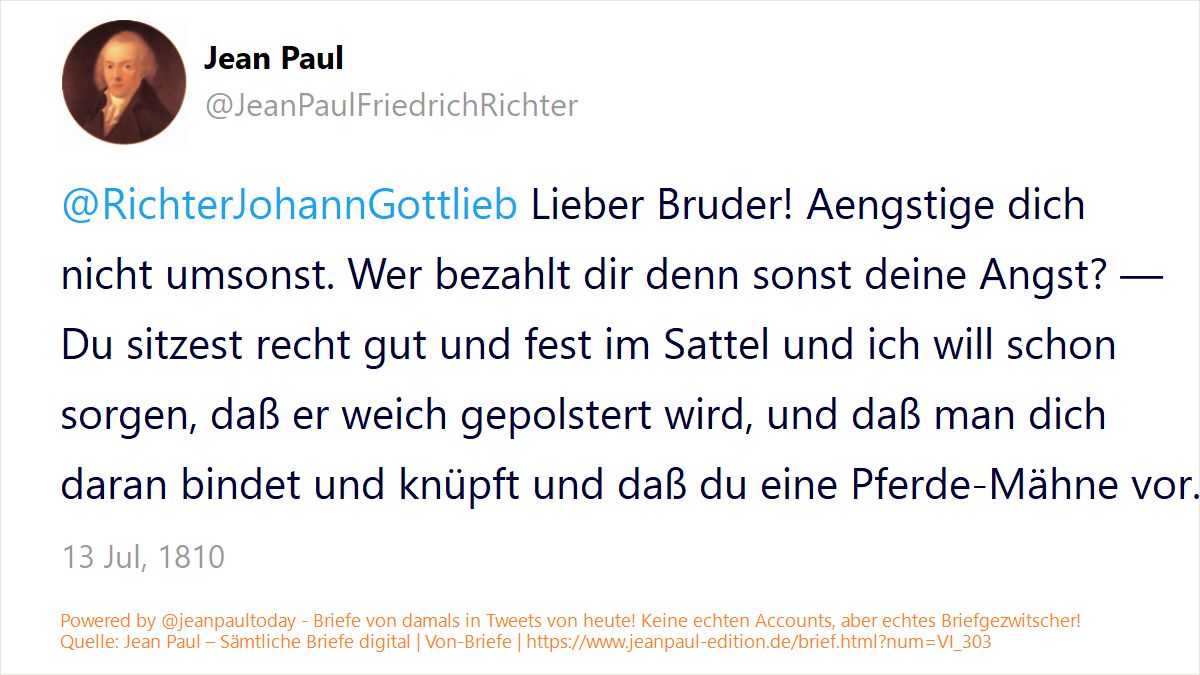 Jean Paul
@JeanPaulFriedrichRichter
@RichterJohannGottlieb Lieber Bruder! Aengstige dich
nicht umsonst. Wer bezahlt dir denn sonst deine Angst? —
Du sitzest recht gut und fest im Sattel und ich will schon
sorgen, daß er weich gepolstert wird, und daß man dich
daran bindet und knüpft und daß du eine Pferde-Mähne vor.
13 Jul, 1810
Powered by @jeanpaultoday - Briefe von damals in Tweets von heute! Keine echten Accounts, aber echtes Briefgezwitscher!
Quelle: Jean Paul – Sämtliche Briefe digital | Von-Briefe | https://www.jeanpaul-edition.de/brief.html?num=VI_303